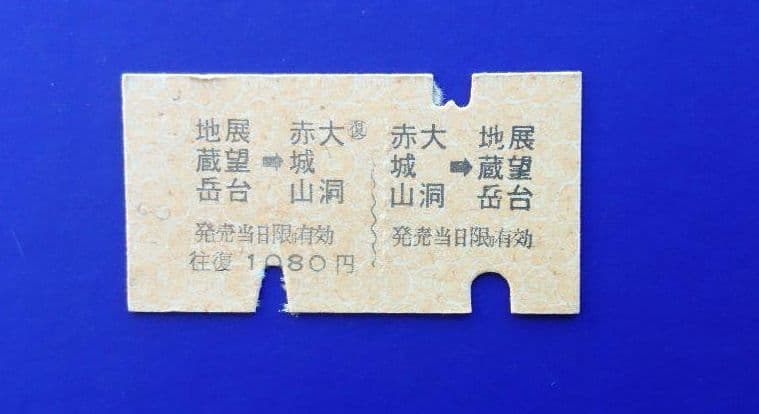 地蔵岳
展望台
➡
赤城山
大洞
復
発売当日限り有効
往復 1080円
赤城山
大洞
➡
地蔵岳
展望台
発売当日限り有効